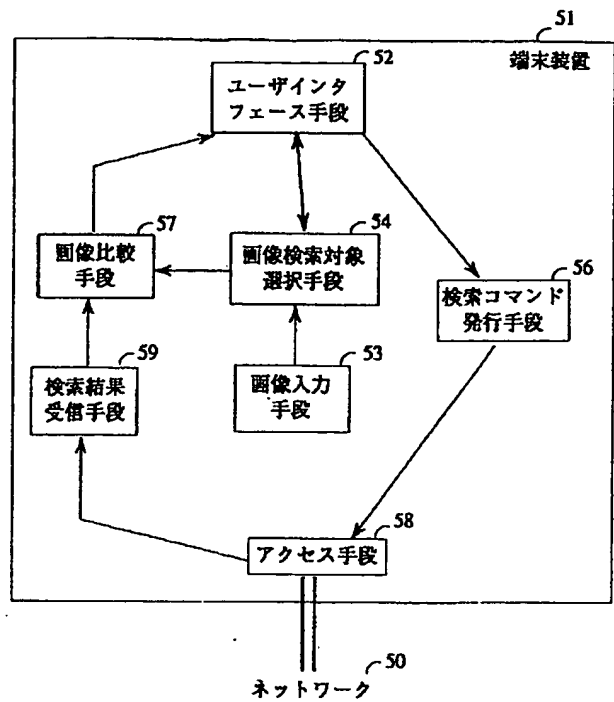 51
端末装置
52
ユーザインタ
フェース手段
57
画像比較
手段
54
画像検索対象
選択手段
56
検索コマンド
発行手段
59
検索結果
受信手段
53
画像入力
手段
58
アクセス手段
50
ネットワーク